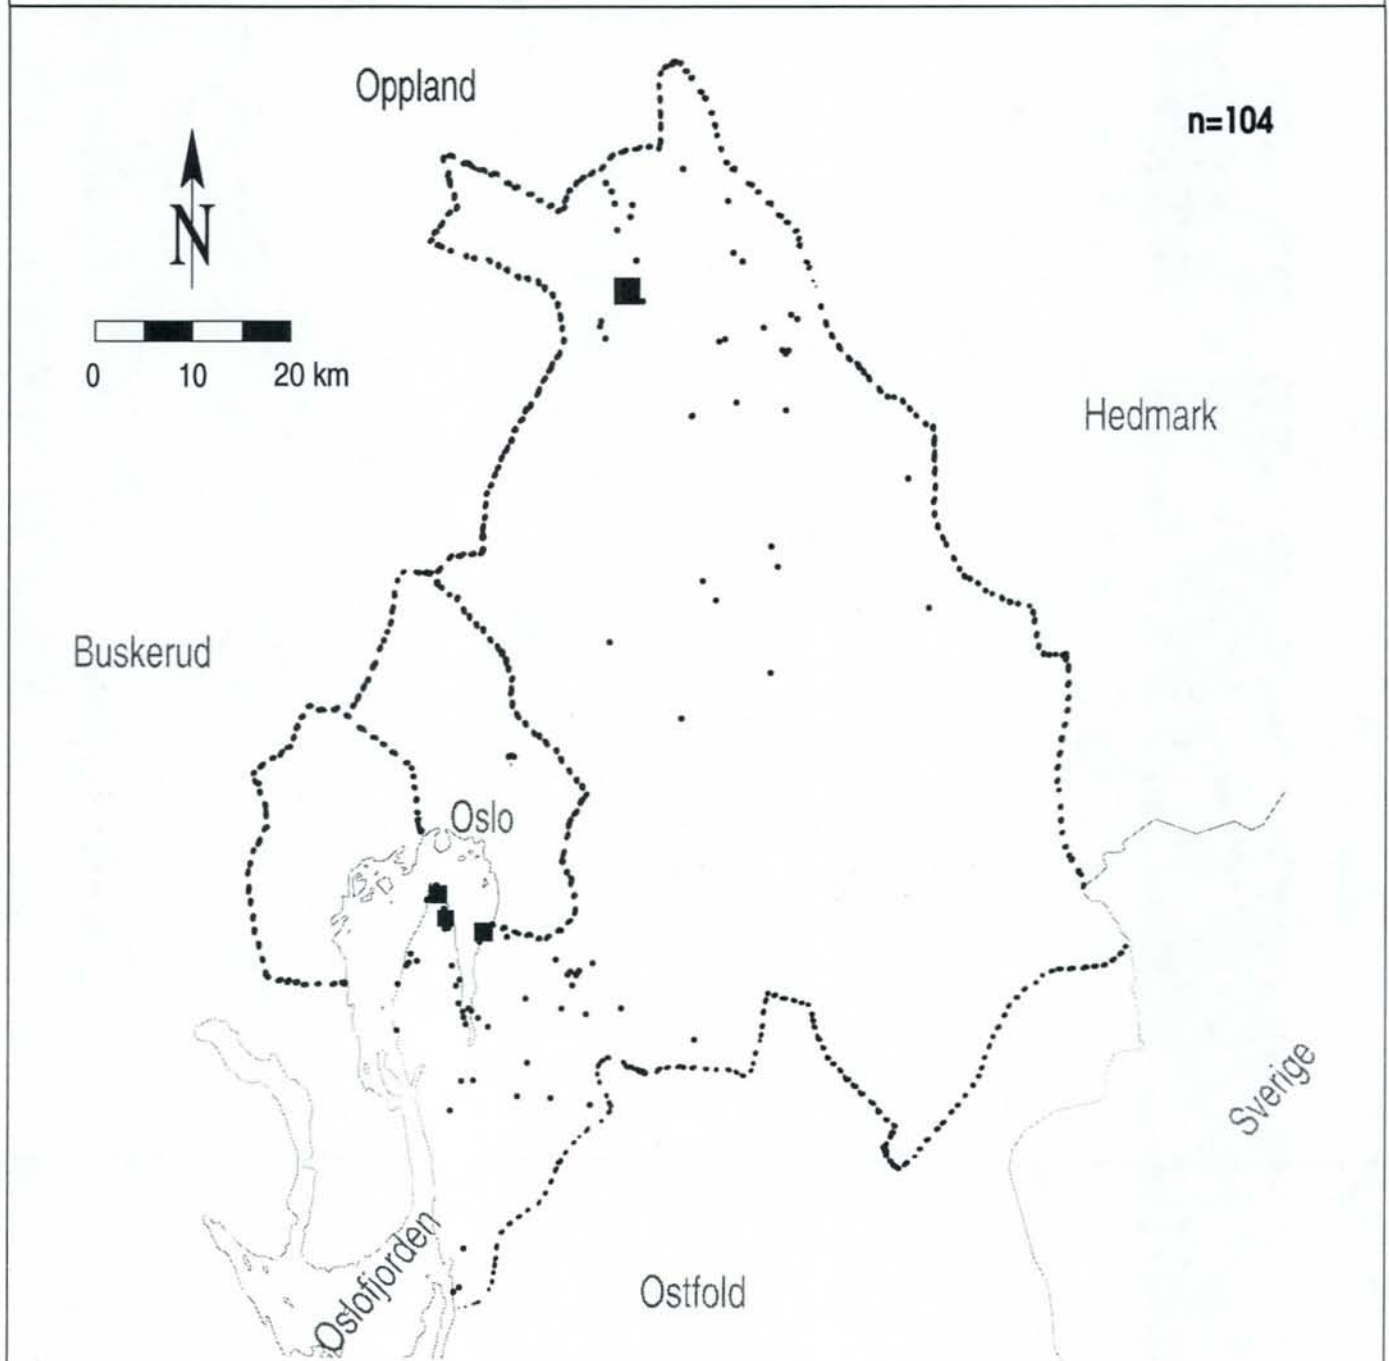 Oppland
n=104
N
0 10 20 km
Hedmark
Buskerud
Oslo
Sverige
Oslofjorden
Ostfold